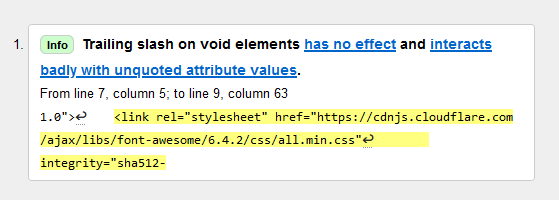 1. Info Trailing slash on void elements has no effect and interacts
badly with unquoted attribute values.
From line 7, column 5; to line 9, column 63
1.0">↩ <link rel="stylesheet" href="https://cdnjs.cloudflare.com
/ajax/libs/font-awesome/6.4.2/css/all.min.css"↩
integrity="sha512-